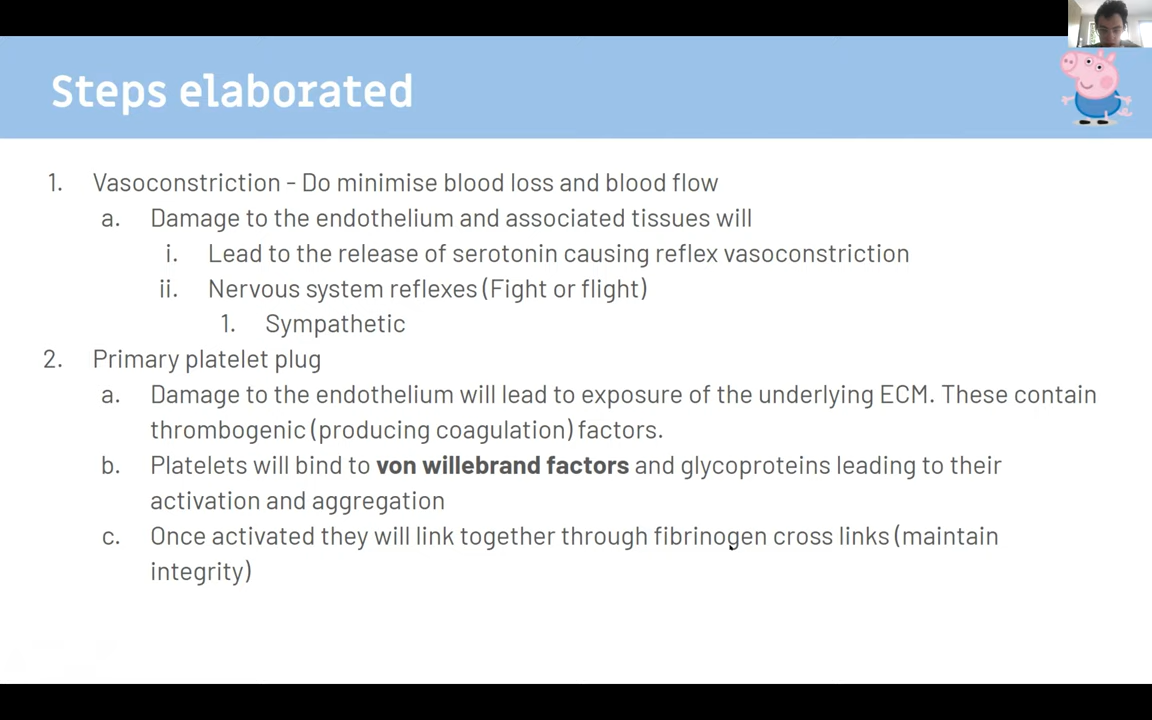 Steps elaborated
1. Vasoconstriction - Do minimise blood loss and blood flow
a. Damage to the endothelium and associated tissues will
i. Lead to the release of serotonin causing reflex vasoconstriction
ii. Nervous system reflexes (Fight or flight)
1. Sympathetic
2. Primary platelet plug
a. Damage to the endothelium will lead to exposure of the underlying ECM. These contain
thrombogenic (producing coagulation) factors.
b. Platelets will bind to von willebrand factors and glycoproteins leading to their
activation and aggregation
c. Once activated they will link together through fibrinogen cross links (maintain
integrity)